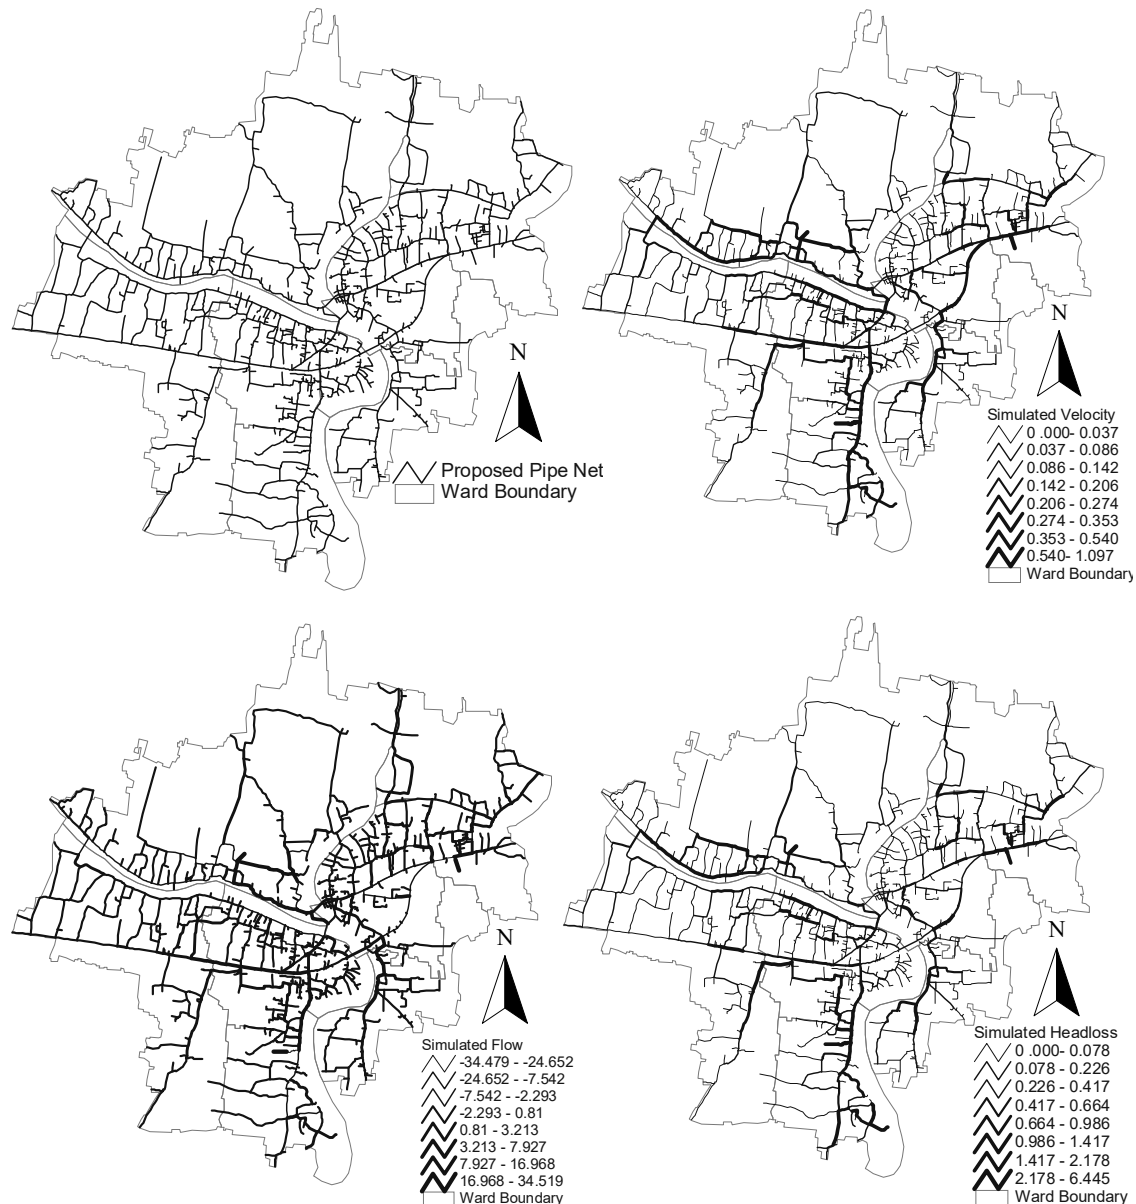 N
Proposed Pipe Net
Ward Boundary
N
Simulated Velocity
0 .000- 0.037
0.037 - 0.086
0.086 - 0.142
0.142 - 0.206
0.206 - 0.274
0.274 - 0.353
0.353 - 0.540
0.540- 1.097
Ward Boundary
N
Simulated Flow
-34.479 - -24.652
-24.652 - -7.542
-7.542 - -2.293
-2.293 - 0.81
0.81 - 3.213
3.213 - 7.927
7.927 - 16.968
16.968 - 34.519
Ward Boundary
N
Simulated Headloss
0 .000- 0.078
0.078 - 0.226
0.226 - 0.417
0.417 - 0.664
0.664 - 0.986
0.986 - 1.417
1.417 - 2.178
2.178 - 6.445
Ward Boundary